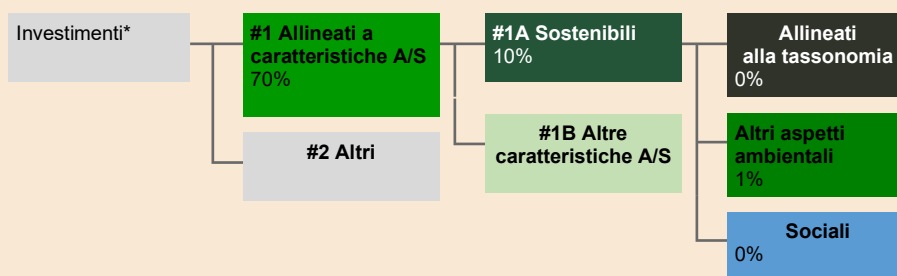 Investimenti*
#1 Allineati a
caratteristiche A/S
70%
#2 Altri
#1A Sostenibili
10%
#1B Altre
caratteristiche A/S
Allineati
alla tassonomia
0%
Altri aspetti
ambientali
1%
Sociali
0%